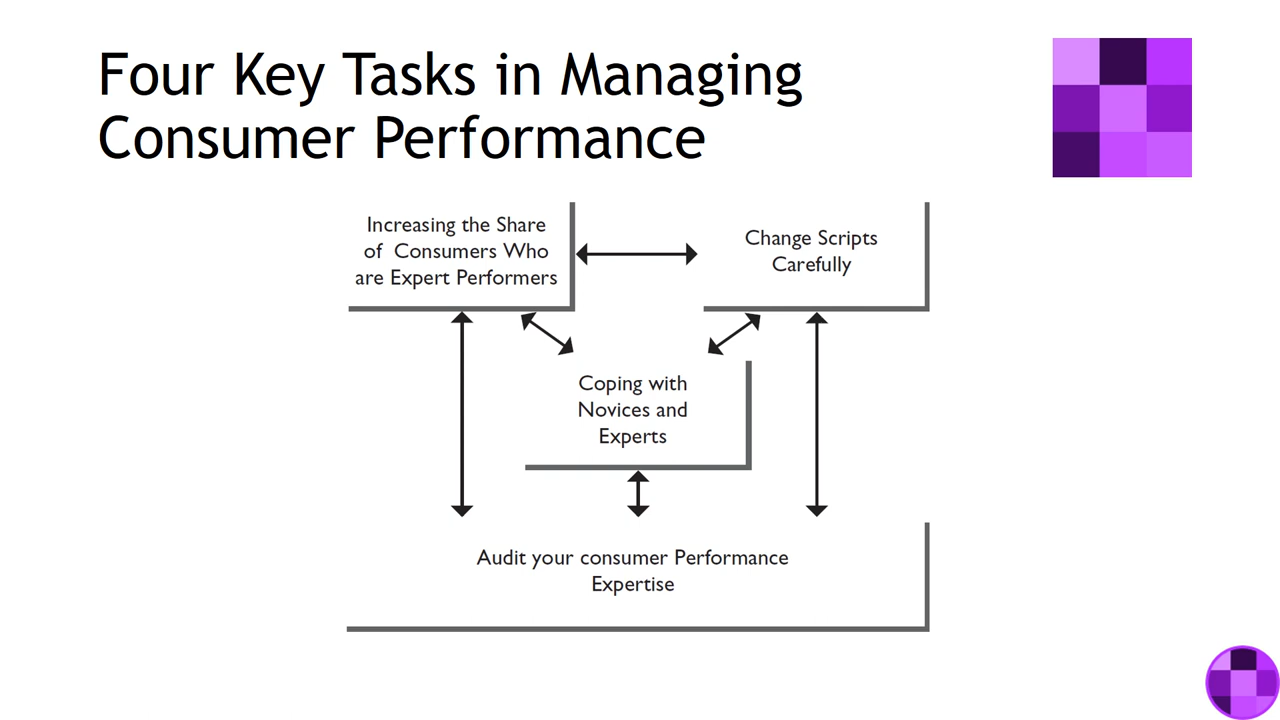 Four Key Tasks in Managing
Consumer Performance
Increasing the Share
of Consumers Who
are Expert Performers
Change Scripts
Carefully
Coping with
Novices and
Experts
Audit your consumer Performance
Expertise